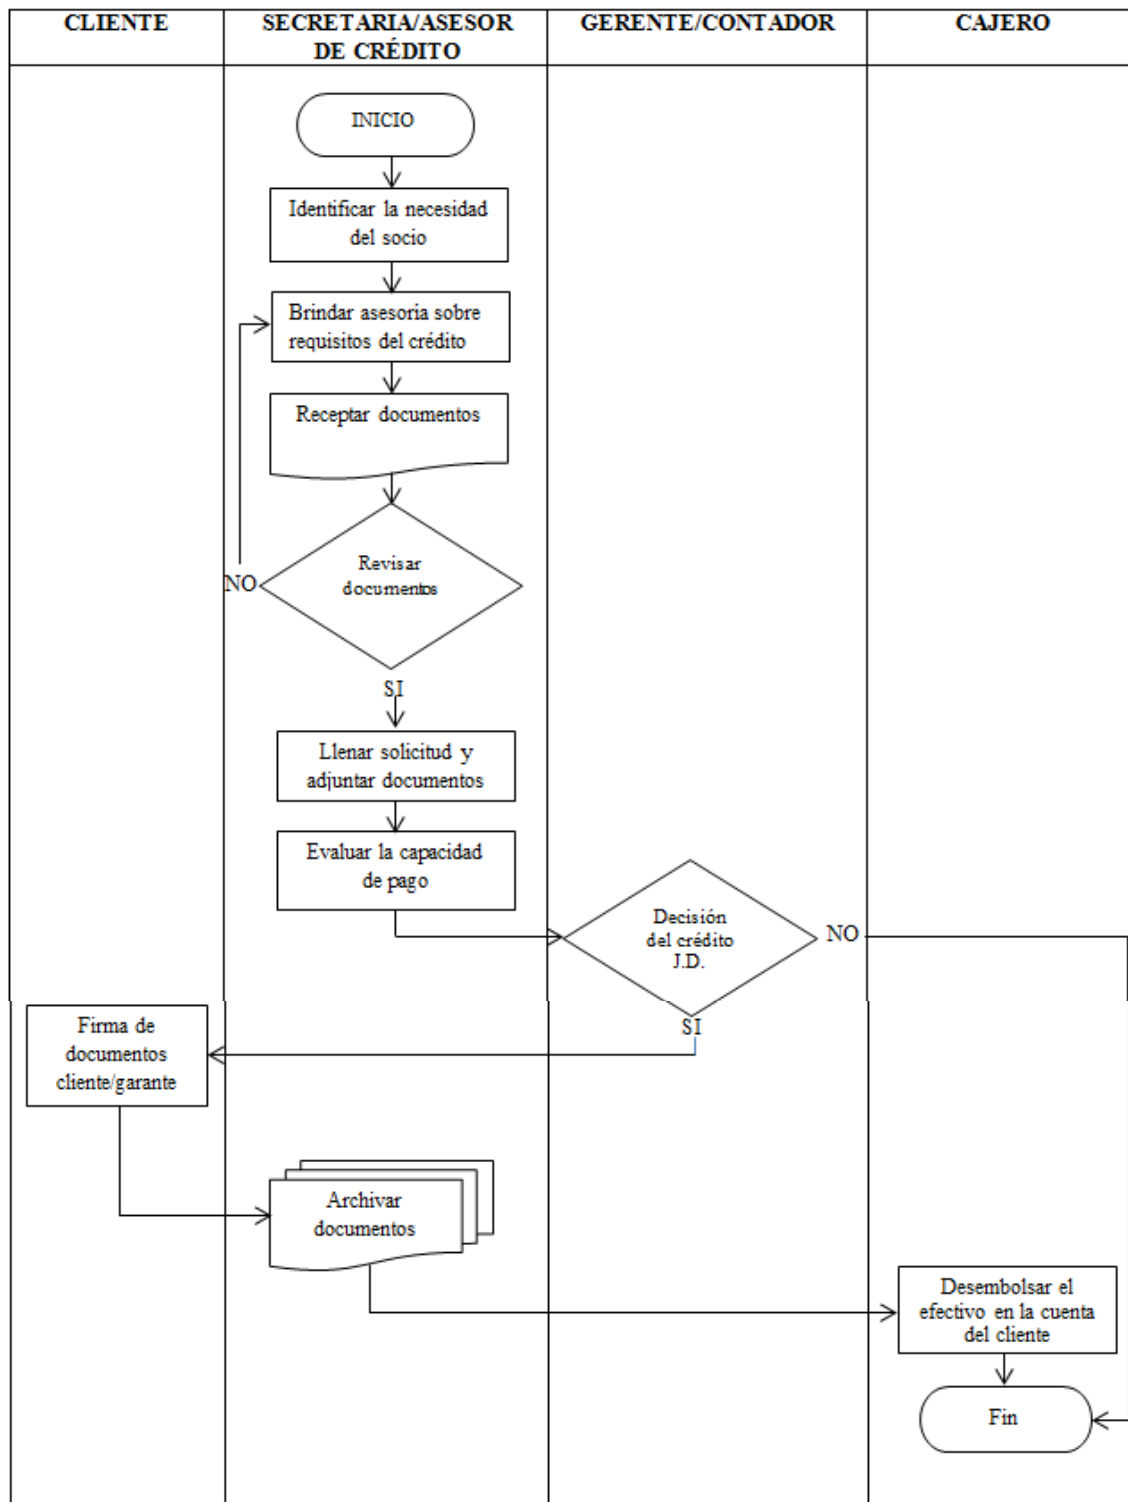 CLIENTE
SECRETARIA/ASESOR
DE CRÉDITO
GERENTE/CONTADOR
CAJERO
INICIO
Identificar la necesidad
del socio
Brindar asesoría sobre
requisitos del crédito
Receptar documentos
Revisar
documentos
NO
SI
Llenar solicitud y
adjuntar documentos
Evaluar la capacidad
de pago
Decisión
del crédito
J.D.
NO
SI
Firma de
documentos
cliente/garante
Archivar
documentos
Desembolsar el
efectivo en la cuenta
del cliente
Fin